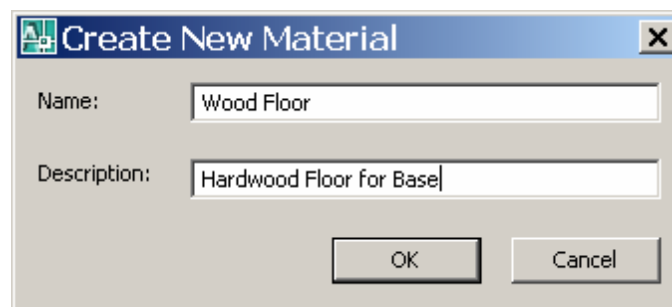 Create New Material
Name:
Wood Floor
Description:
Hardwood Floor for Base
OK
Cancel